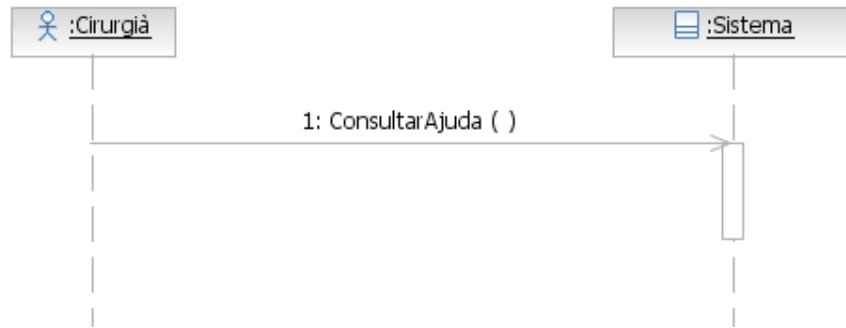 :Cirurgià
:Sistema
1: ConsultarAjuda ( )